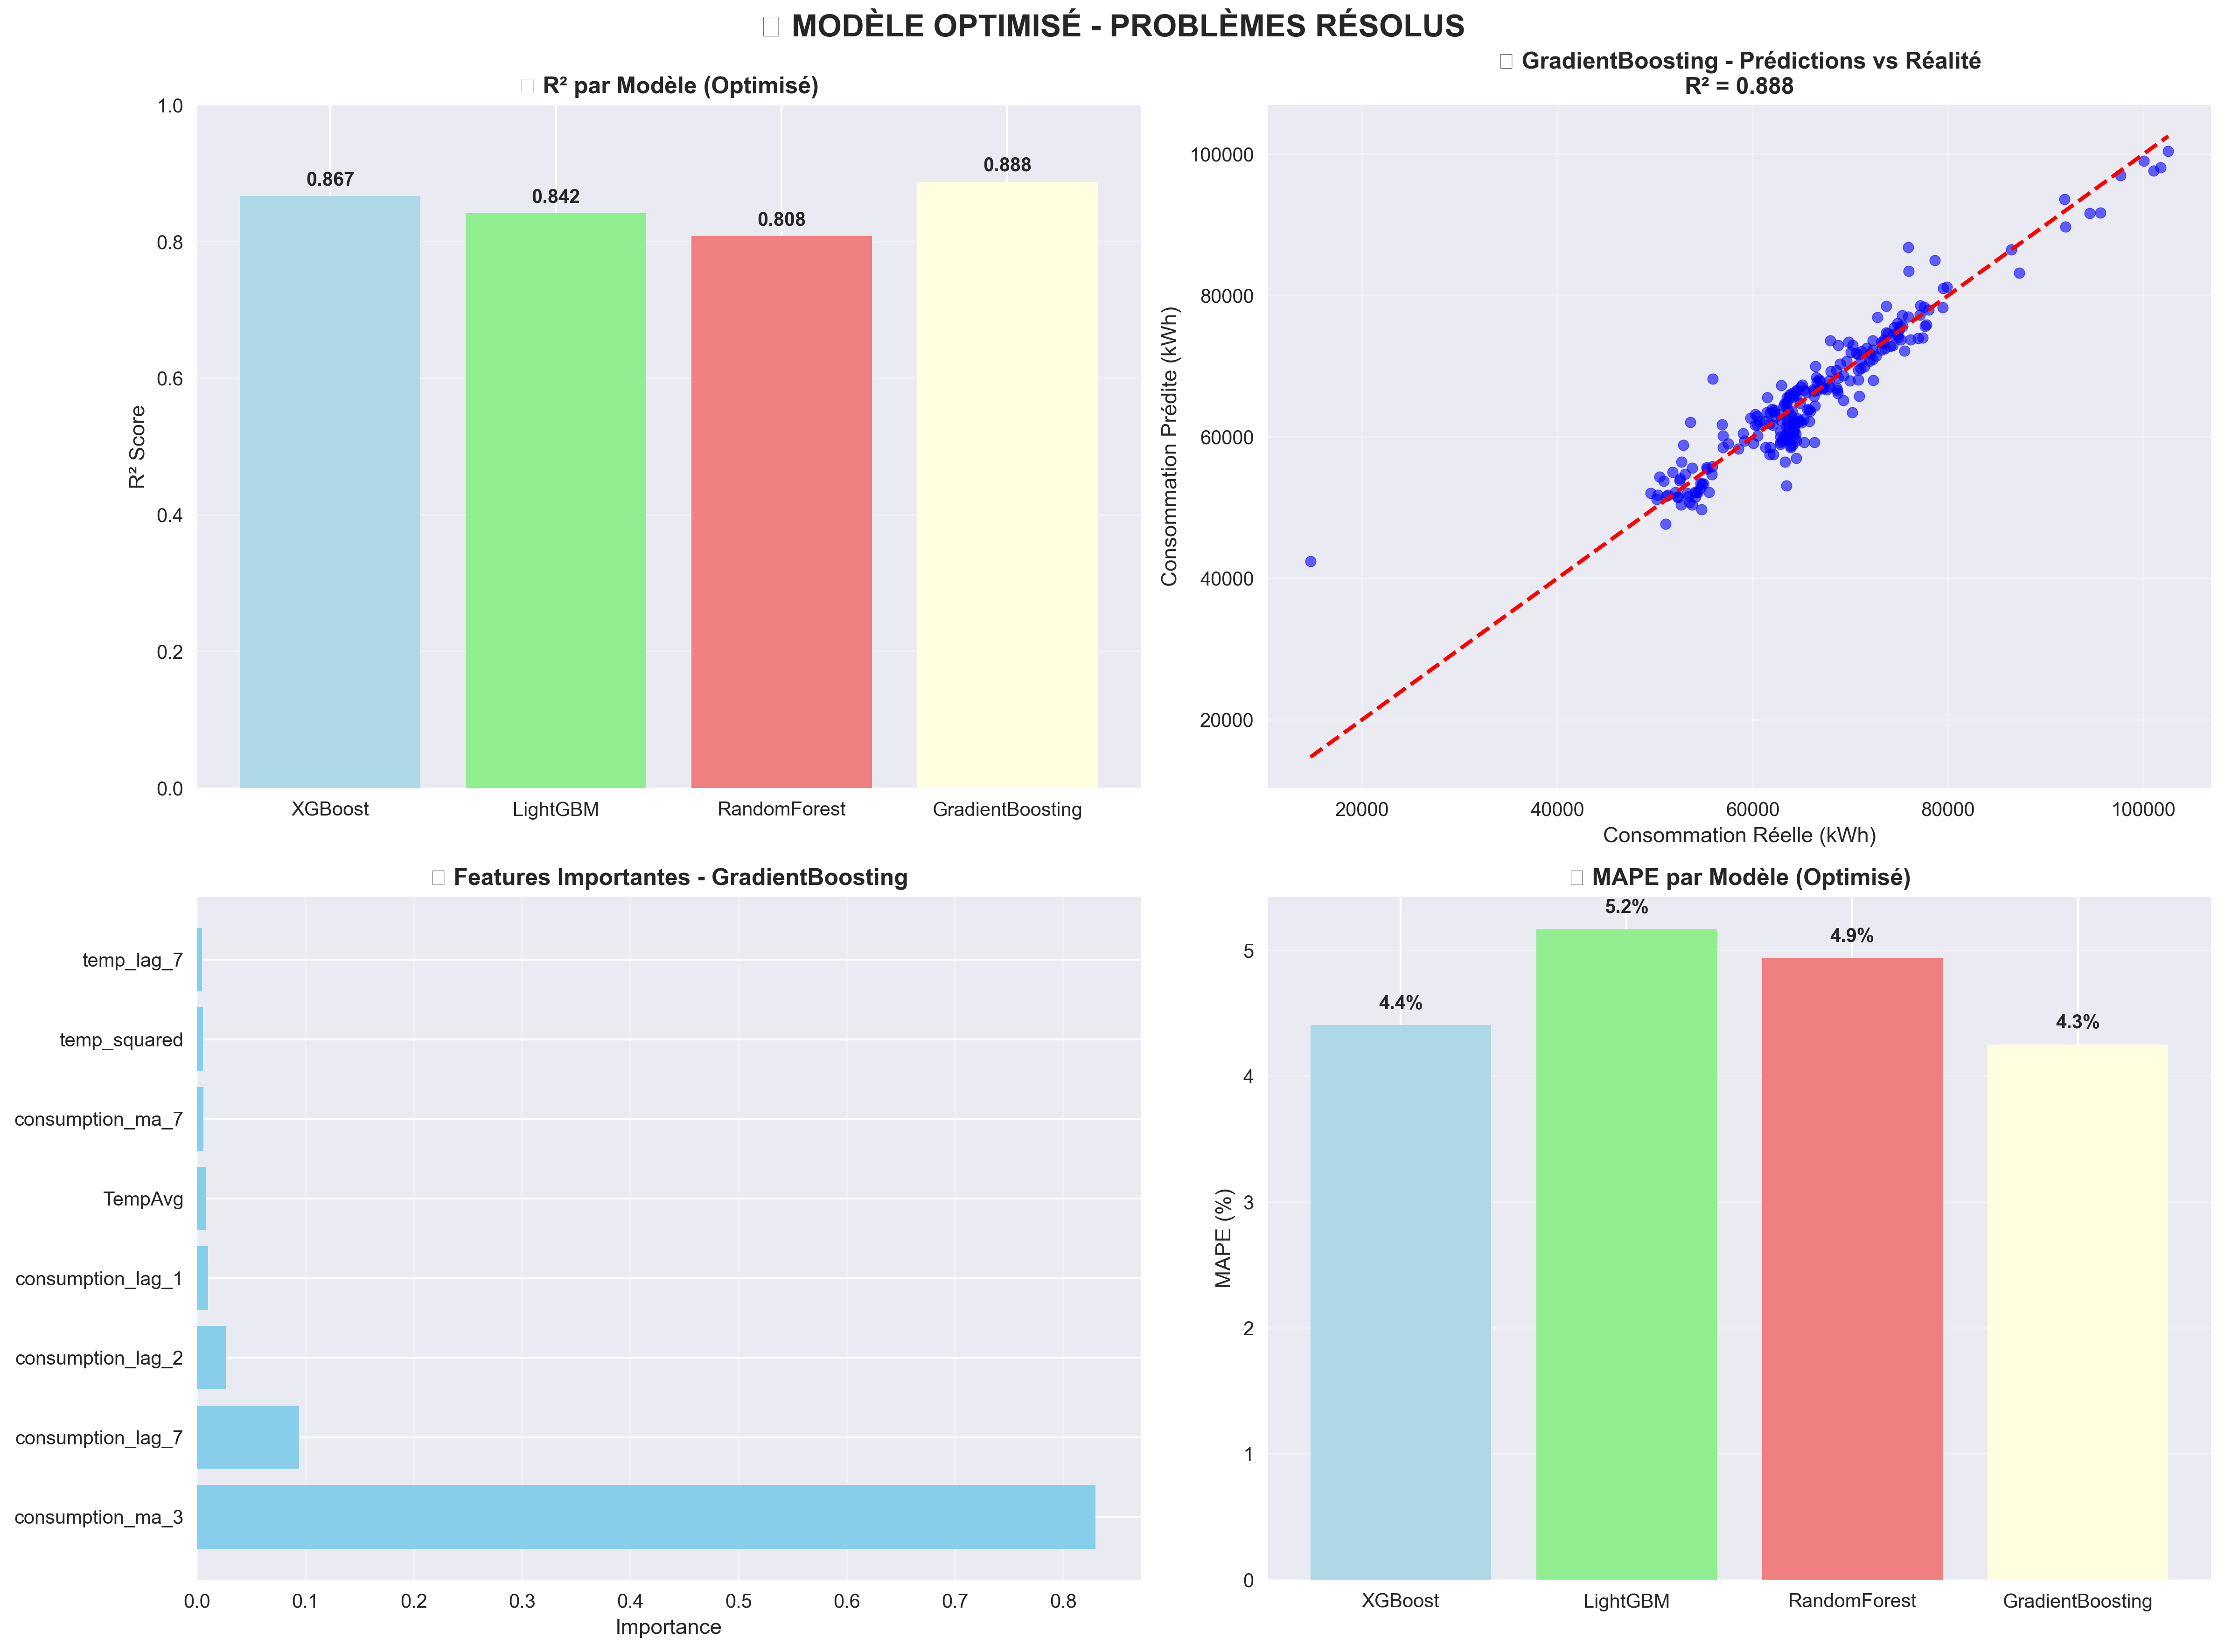 MODÈLE OPTIMISÉ - PROBLÈMES RÉSOLUS
R² par Modèle (Optimisé)
1.0
0.8
0.6
0.4
0.2
0.0
R² Score
0.867
0.842
0.808
0.888
XGBoost
LightGBM
RandomForest
GradientBoosting
GradientBoosting - Prédictions vs Réalité
R² = 0.888
100000
80000
60000
40000
20000
Consommation Prédite (kWh)
20000
40000
60000
80000
100000
Consommation Réelle (kWh)
Features Importantes - GradientBoosting
temp_lag_7
temp_squared
consumption_ma_7
TempAvg
consumption_lag_1
consumption_lag_2
consumption_lag_7
consumption_ma_3
0.0
0.1
0.2
0.3
0.4
0.5
0.6
0.7
0.8
Importance
MAPE par Modèle (Optimisé)
5
4
3
2
1
0
MAPE (%)
4.4%
5.2%
4.9%
4.3%
XGBoost
LightGBM
RandomForest
GradientBoosting